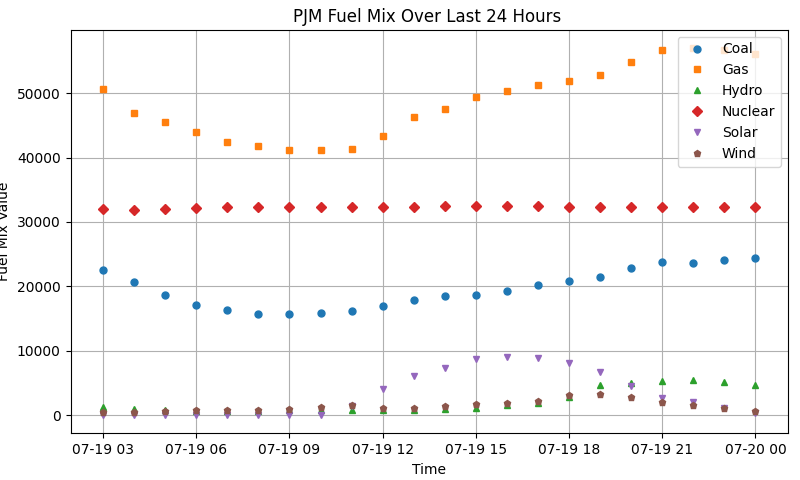 PJM Fuel Mix Over Last 24 Hours
Coal
Gas
Hydro
Nuclear
Solar
Wind
50000
40000
30000
20000
10000
0
Fuel Mix Value
07-19 03
07-19 06
07-19 09
07-19 12
07-19 15
07-19 18
07-19 21
07-20 00
Time